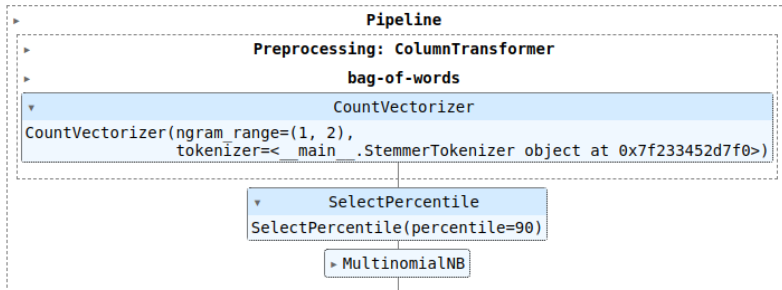 Pipeline
Preprocessing: ColumnTransformer
bag-of-words
CountVectorizer
CountVectorizer(ngram_range=(1, 2),
tokenizer=<__main__.StemmerTokenizer object at 0x7f233452d7f0>)
SelectPercentile
SelectPercentile(percentile=90)
MultinomialNB